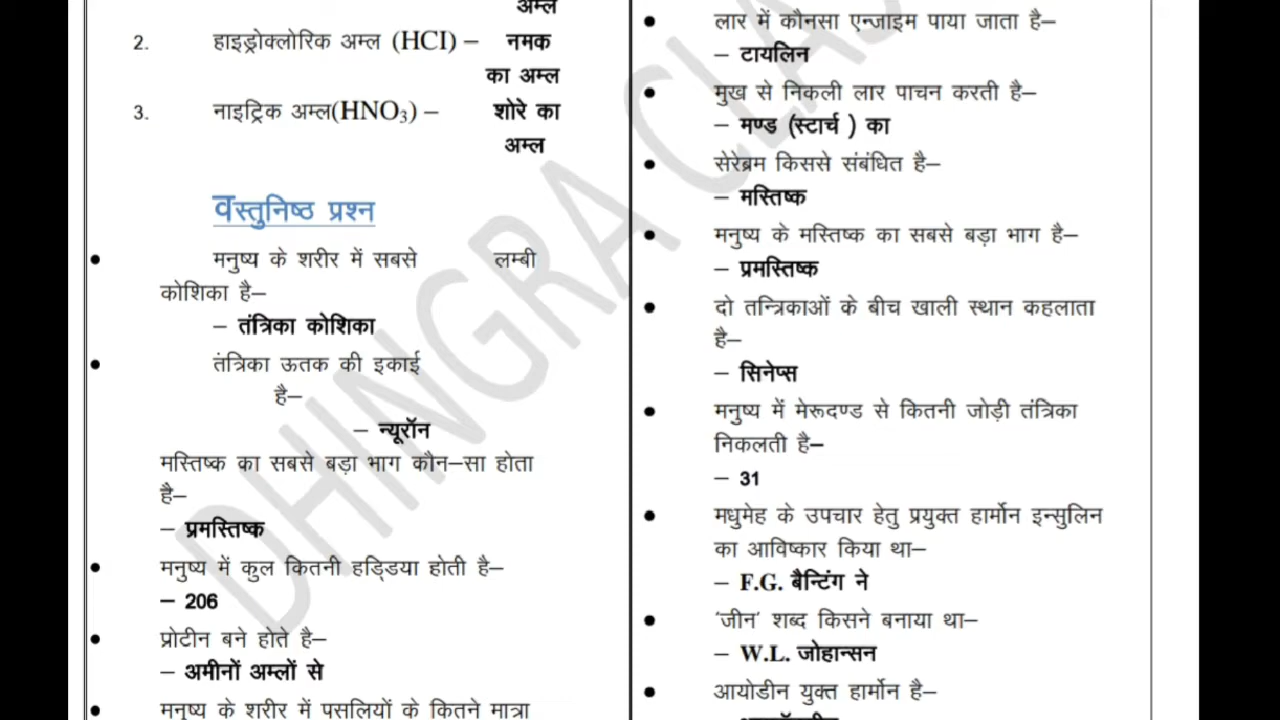 अम्ल
2. हाइड्रोक्लोरिक अम्ल (HCl) – नमक
का अम्ल
3. नाइट्रिक अम्ल(HNO₃) – शोरे का
अम्ल
वस्तुनिष्ठ प्रश्न
• मनुष्य के शरीर में सबसे लम्बी
कोशिका है–
– तंत्रिका कोशिका
• तंत्रिका ऊतक की इकाई
है–
– न्यूरॉन
मस्तिष्क का सबसे बड़ा भाग कौन–सा होता
है–
– प्रमस्तिष्क
• मनुष्य में कुल कितनी हड्डिया होती है–
– 206
• प्रोटीन बने होते है–
– अमीनों अम्लों से
• मनुष्य के शरीर में पसलियों के कितने मात्रा
• लार में कौनसा एन्जाइम पाया जाता है–
– टायलिन
• मुख से निकली लार पाचन करती है–
– मण्ड (स्टार्च ) का
• सेरेब्रम किससे संबंधित है–
– मस्तिष्क
• मनुष्य के मस्तिष्क का सबसे बड़ा भाग है–
– प्रमस्तिष्क
• दो तन्त्रिकाओं के बीच खाली स्थान कहलाता
है–
– सिनेप्स
• मनुष्य में मेरूदण्ड से कितनी जोड़ी तंत्रिका
निकलती है–
– 31
• मधुमेह के उपचार हेतु प्रयुक्त हार्मोन इन्सुलिन
का आविष्कार किया था–
– F.G. बैन्टिंग ने
• 'जीन' शब्द किसने बनाया था–
– W.L. जोहान्सन
• आयोडीन युक्त हार्मोन है–
DHINGRA CLAS